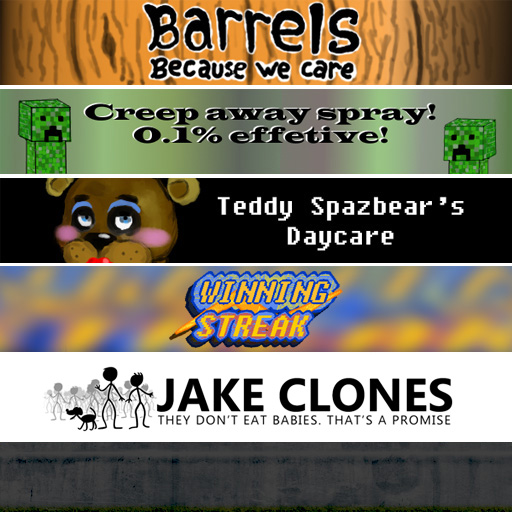 Barrels
Because we care
Creep away spray!
0.1% effetive!
Teddy Spazbear's
Daycare
WINNING
STREAK
JAKE CLONES
THEY DON'T EAT BABIES. THAT'S A PROMISE